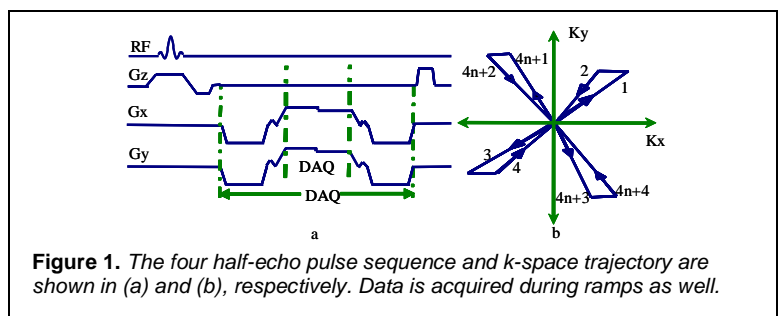 RF
Gz
Gx
Gy
DAQ
DAQ
a
Ky
4n+1
4n+2
2
1
Kx
3
4
4n+3
4n+4
b
Figure 1. The four half-echo pulse sequence and k-space trajectory are
shown in (a) and (b), respectively. Data is acquired during ramps as well.